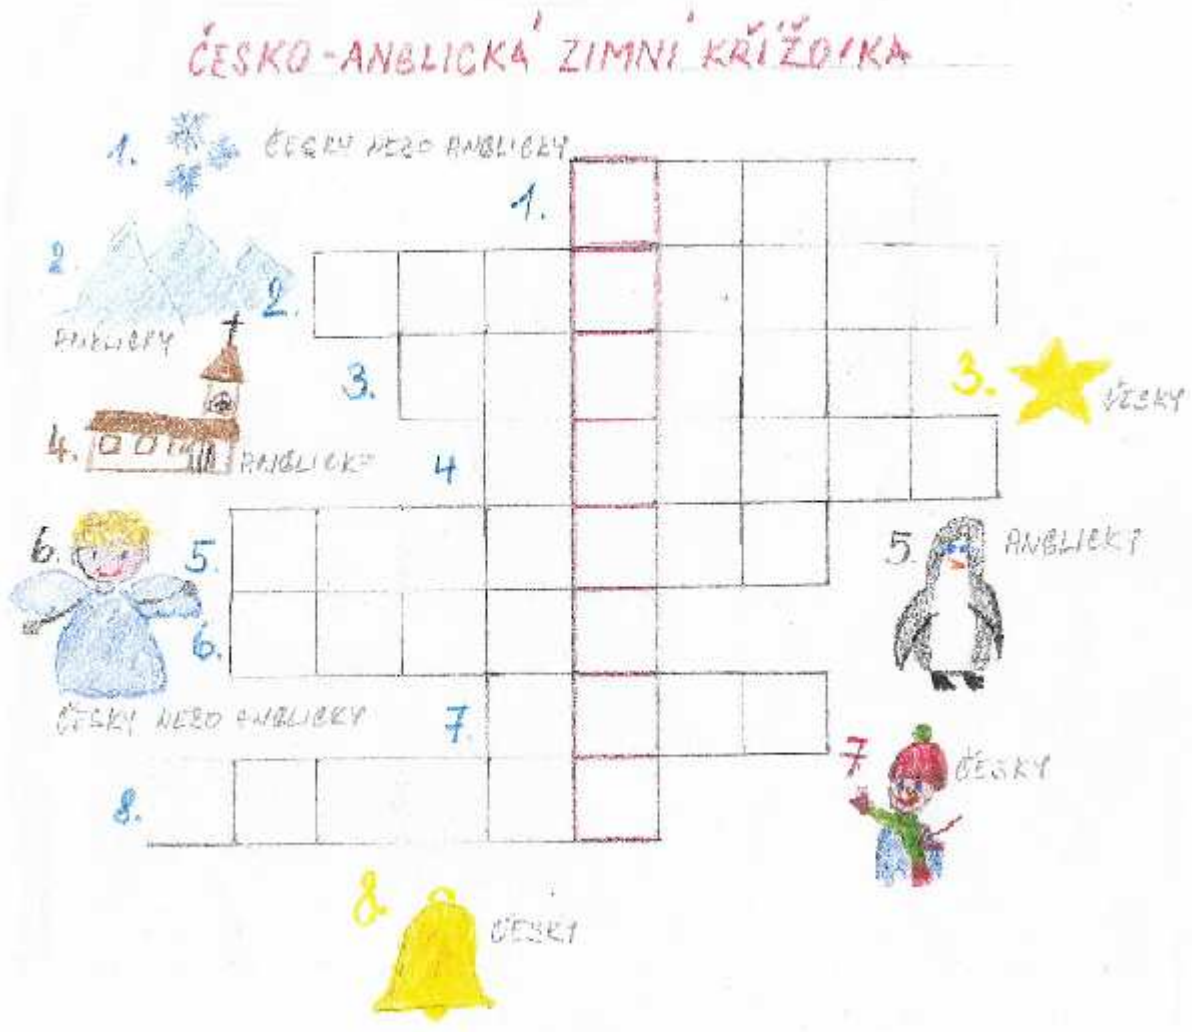 ČESKO-ANGLICKÁ ZIMNÍ KŘÍŽOVKA
1. ČESKY NEBO ANGLICKY
1.
2.
2.
ANGLICKY
3.
3. ČESKY
4. ANGLICKY
4
6.
5.
5. ANGLICKY
6.
ČESKY NEBO ANGLICKY
7.
7 ČESKY
8.
8. ČESKY